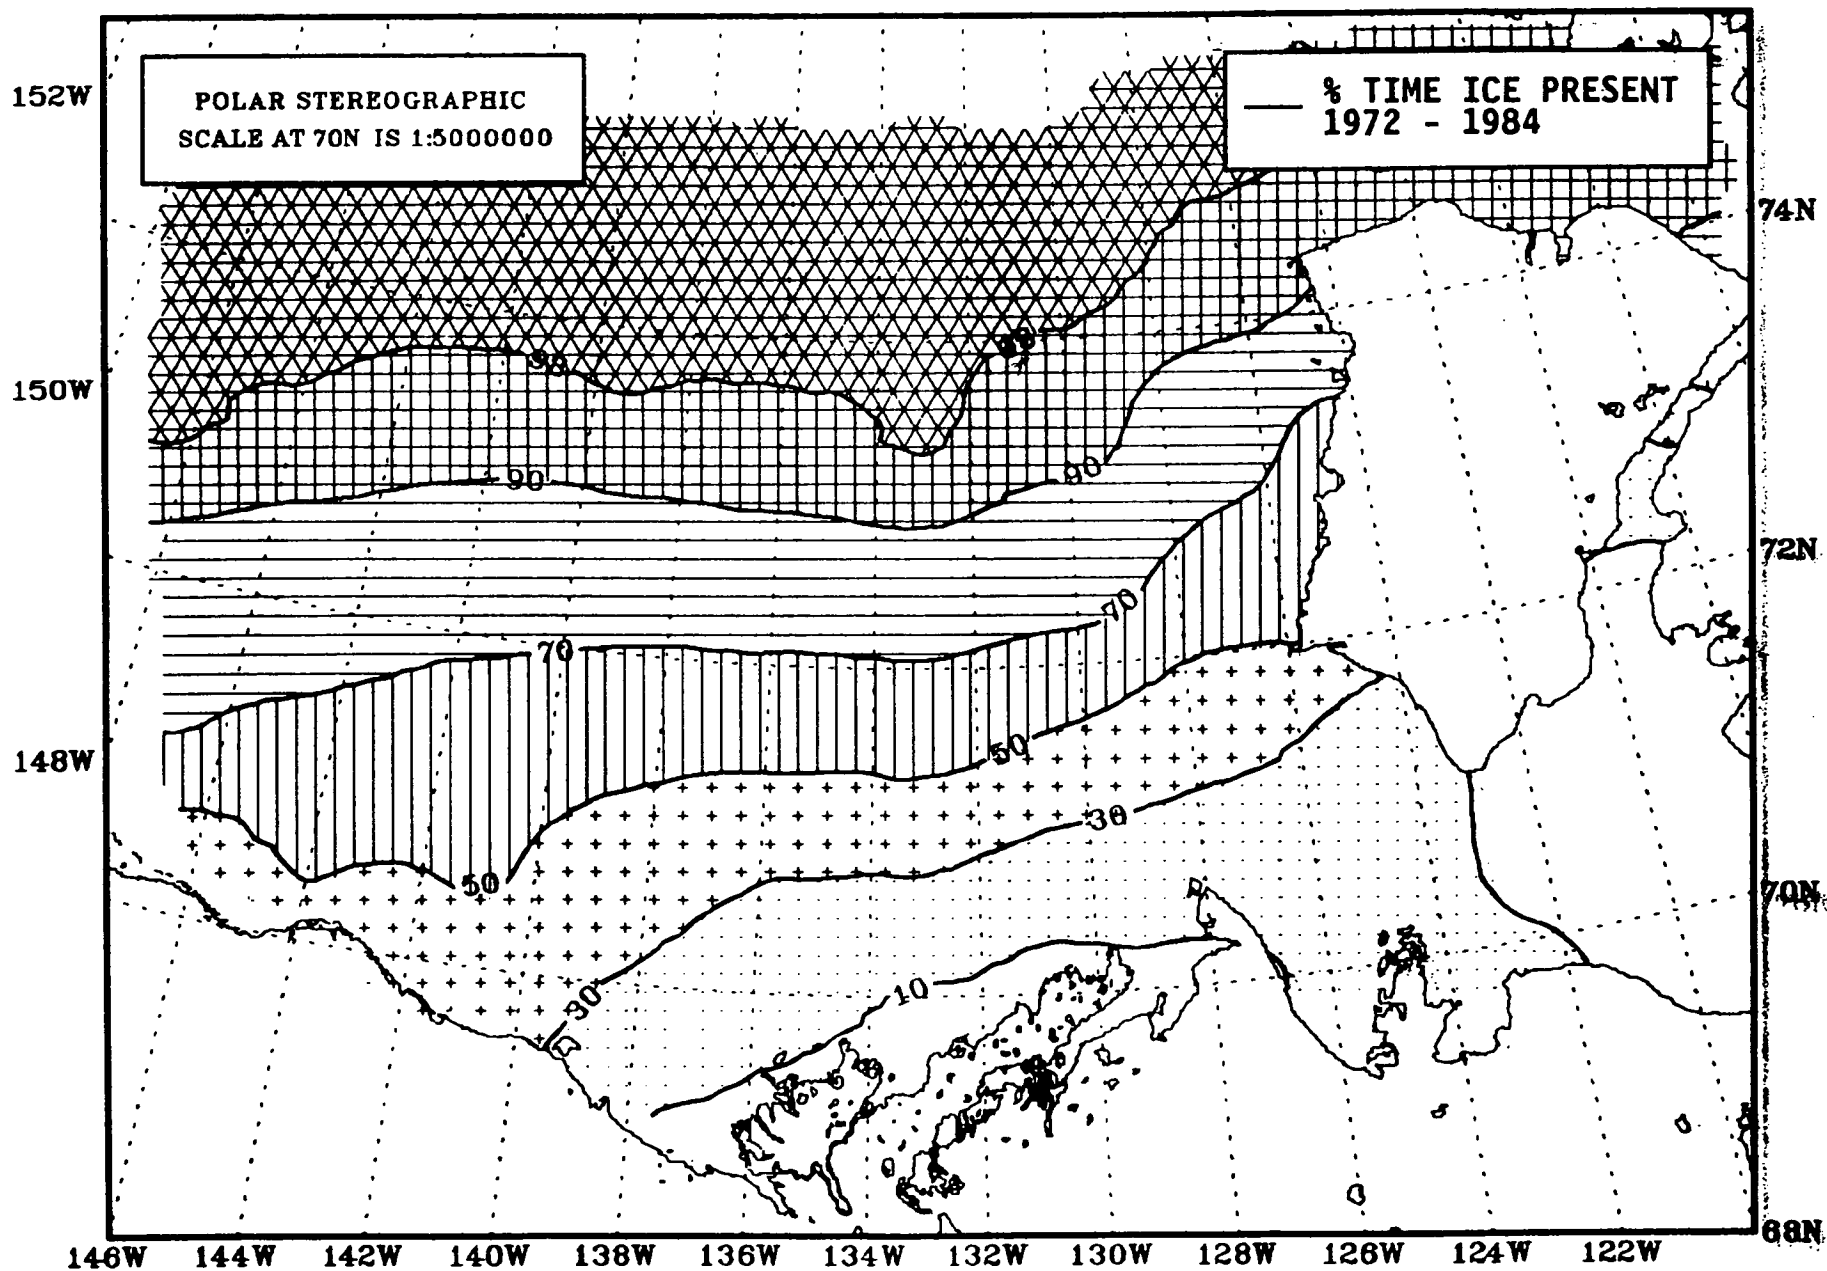 POLAR STEREOGRAPHIC
SCALE AT 70N IS 1:5000000
% TIME ICE PRESENT
1972 - 1984
152W
150W
148W
74N
72N
70N
68N
98
90
90
70
70
50
50
30
30
10
146W 144W 142W 140W 138W 136W 134W 132W 130W 128W 126W 124W 122W